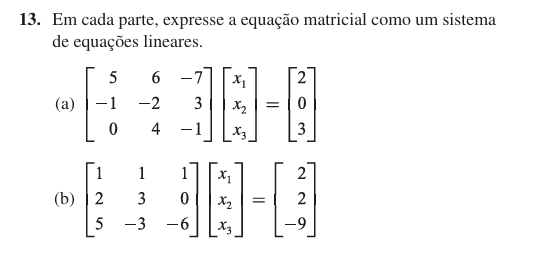 13. Em cada parte, expresse a equação matricial como um sistema
de equações lineares.
(a) [5 6 −7; −1 −2 3; 0 4 −1] [x₁; x₂; x₃] = [2; 0; 3]
(b) [1 1 1; 2 3 0; 5 −3 −6] [x₁; x₂; x₃] = [2; 2; −9]